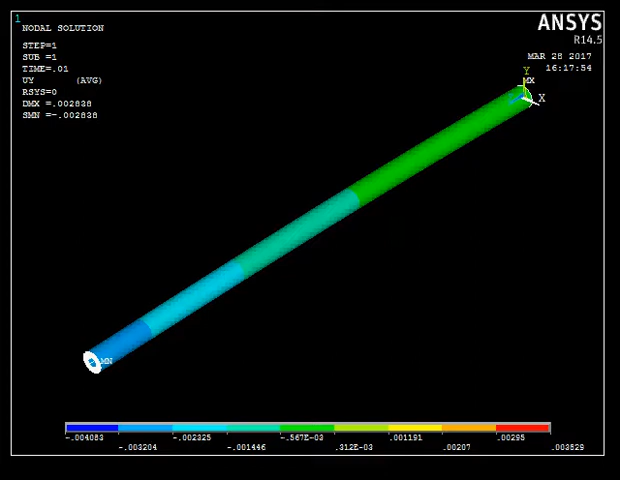 1
NODAL SOLUTION
STEP=1
SUB =1
TIME=.01
UY (AVG)
RSYS=0
DMX =.002838
SMN =-.002838
ANSYS
R14.5
MAR 28 2017
16:17:54
Y
MX
X
MN
-.004083 -.002325 -.567E-03 .001191 .00295
-.003204 -.001446 .312E-03 .00207 .003529